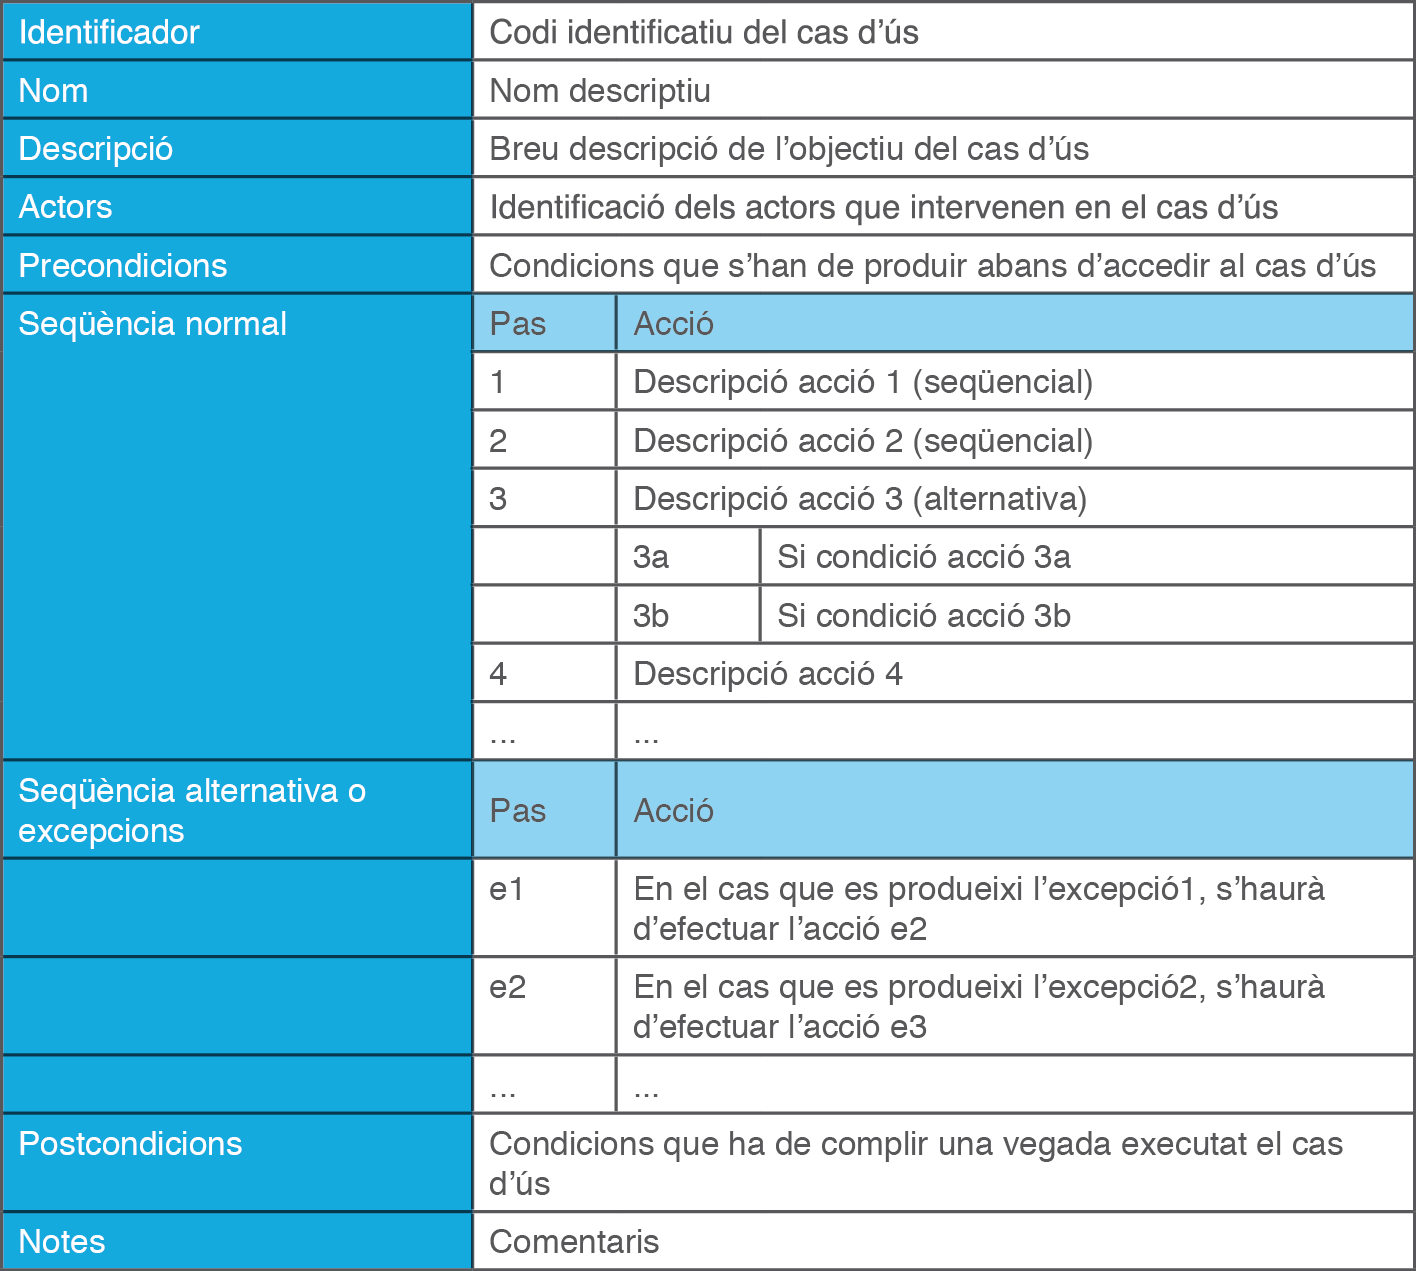 Identificador Codi identificatiu del cas d’ús
Nom Nom descriptiu
Descripció Breu descripció de l’objectiu del cas d’ús
Actors Identificació dels actors que intervenen en el cas d’ús
Precondicions Condicions que s’han de produir abans d’accedir al cas d’ús
Seqüència normal Pas Acció
1 Descripció acció 1 (seqüencial)
2 Descripció acció 2 (seqüencial)
3 Descripció acció 3 (alternativa)
3a Si condició acció 3a
3b Si condició acció 3b
4 Descripció acció 4
... ...
Seqüència alternativa o
excepcions
Pas Acció
e1 En el cas que es produeixi l’excepció1, s’haurà
d’efectuar l’acció e2
e2 En el cas que es produeixi l’excepció2, s’haurà
d’efectuar l’acció e3
... ...
Postcondicions Condicions que ha de complir una vegada executat el cas
d’ús
Notes Comentaris